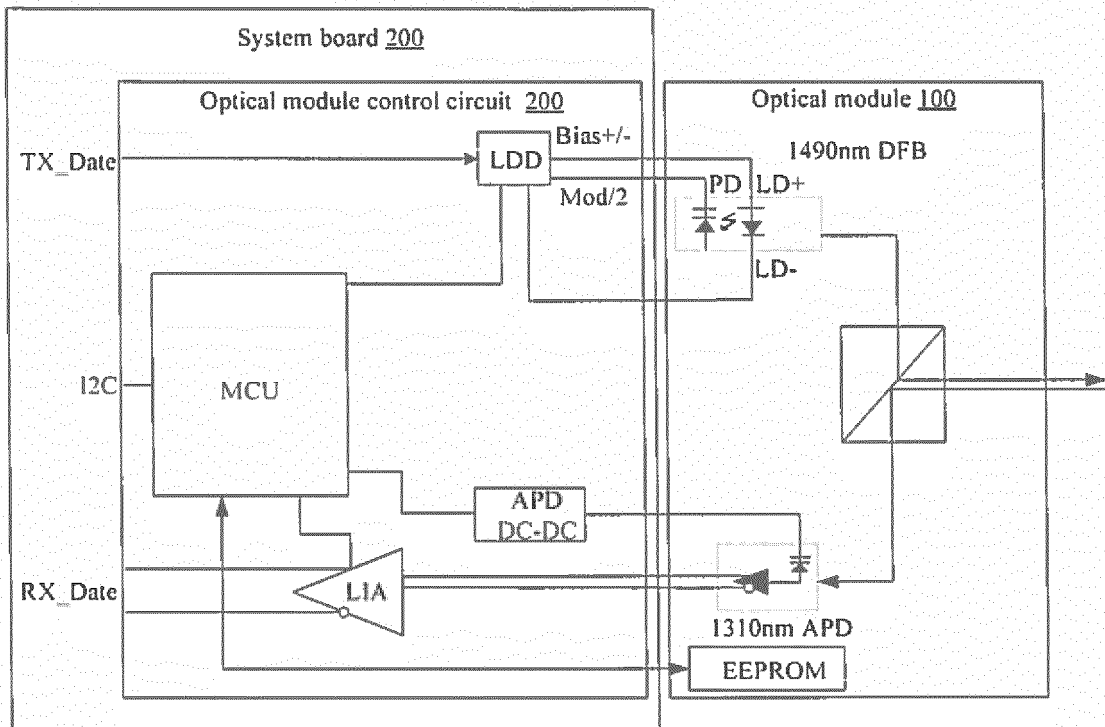 System board 200
Optical module control circuit 200
Optical module 100
TX_Date
LDD
Bias+/-
Mod/2
1490nm DFB
PD
LD+
LD-
I2C
MCU
APD
DC-DC
RX_Date
LIA
1310nm APD
EEPROM